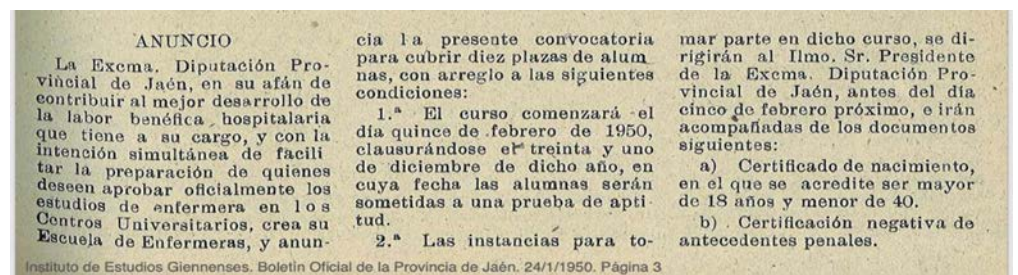 ANUNCIO
La Excma. Diputación Pro-
vincial de Jaén, en su afán de
contribuir al mejor desarrollo de
la labor benéfica hospitalaria
que tiene a su cargo, y con la
intención simultánea de facili
tar la preparación de quienes
deseen aprobar oficialmente los
estudios de enfermera en los
Centros Universitarios, crea su
Escuela de Enfermeras, y anun-
cia la presente convocatoria
para cubrir diez plazas de alum
nas, con arreglo a las siguientes
condiciones:
1.ª El curso comenzará el
día quince de febrero de 1950,
clausurándose el treinta y uno
de diciembre de dicho año, en
cuya fecha las alumnas serán
sometidas a una prueba de apti
tud.
2.ª Las instancias para to-
mar parte en dicho curso, se di-
rigirán al Ilmo. Sr. Presidente
de la Excma. Diputación Pro-
vincial de Jaén, antes del día
cinco de febrero próximo, e irán
acompañadas de los documentos
siguientes:
a) Certificado de nacimiento,
en el que se acredite ser mayor
de 18 años y menor de 40.
b) Certificación negativa de
antecedentes penales.
Instituto de Estudios Giennenses. Boletín Oficial de la Provincia de Jaén. 24/1/1950. Página 3